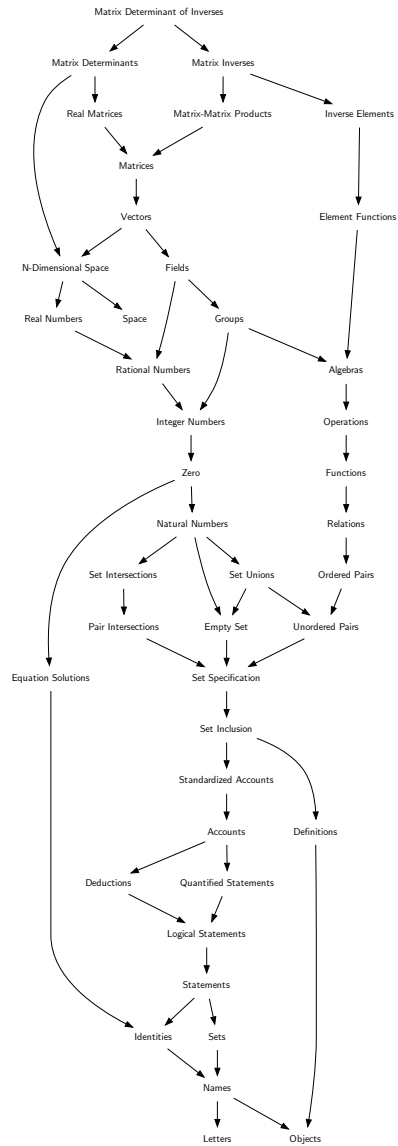 Matrix Determinant of Inverses
Matrix Determinants
Matrix Inverses
Real Matrices
Matrix-Matrix Products
Inverse Elements
Matrices
Vectors
Element Functions
N-Dimensional Space
Fields
Real Numbers
Space
Groups
Rational Numbers
Algebras
Integer Numbers
Operations
Zero
Functions
Natural Numbers
Relations
Set Intersections
Set Unions
Ordered Pairs
Pair Intersections
Empty Set
Unordered Pairs
Equation Solutions
Set Specification
Set Inclusion
Standardized Accounts
Accounts
Definitions
Deductions
Quantified Statements
Logical Statements
Statements
Identities
Sets
Names
Letters
Objects